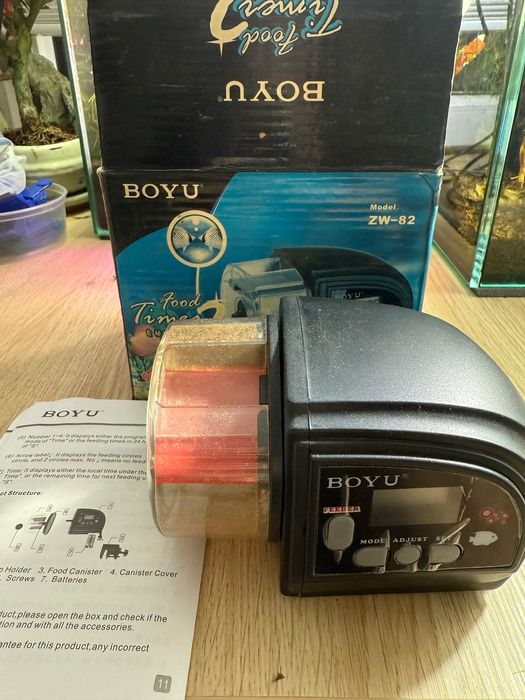 Timer
Food
BOYU
BOYU
Model
ZW-82
Food
Timer
BOYU
BOYU
FEEDER
MODE ADJUST SET
BOYU
(5) Number 1-4: It dispalys either the program
mode of "Time" or the feeding times in 24 h
of "S"
(6) Arrow label↓: It displays the feeding circles
circle, and 2 circles max. No ↓ means no feed
Time: It displays either the local time under the
Time", or the remaining time for next feeding u
"S".
ct Structure:
p Holder 3. Food Canister 4. Canister Cover
Screws 7. Batteries
duct,please open the box and check if the
tion and with all the accessories.
antee for this product,any incorrect
11